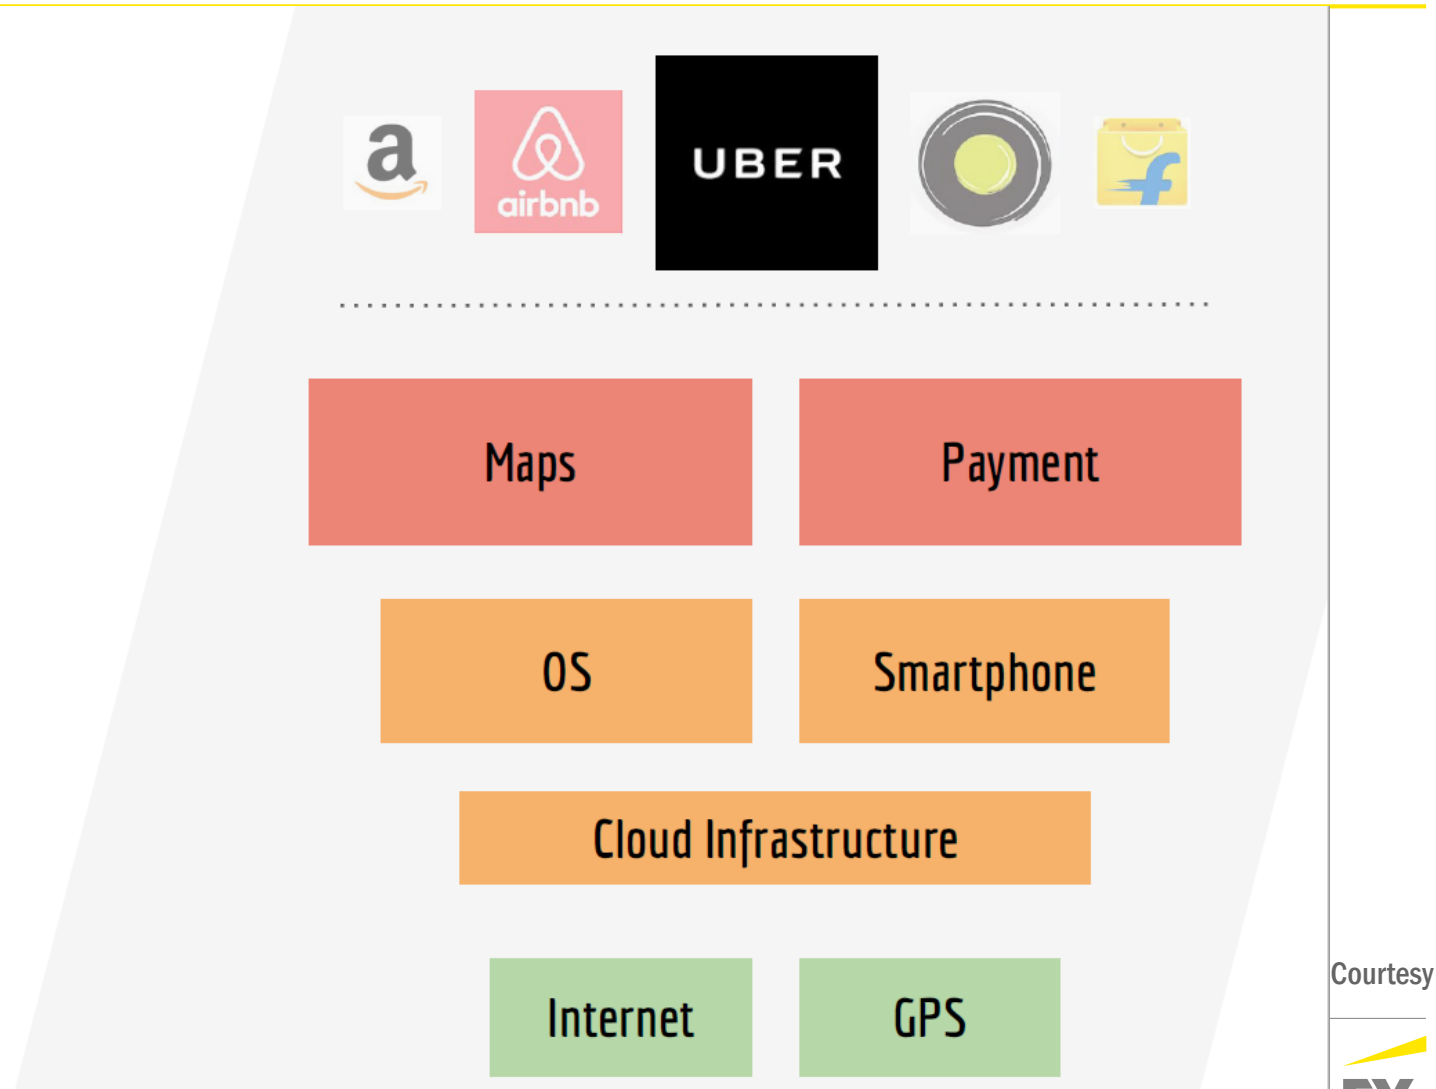 a
airbnb
UBER
f
Maps
Payment
OS
Smartphone
Cloud Infrastructure
Courtesy
Internet
GPS